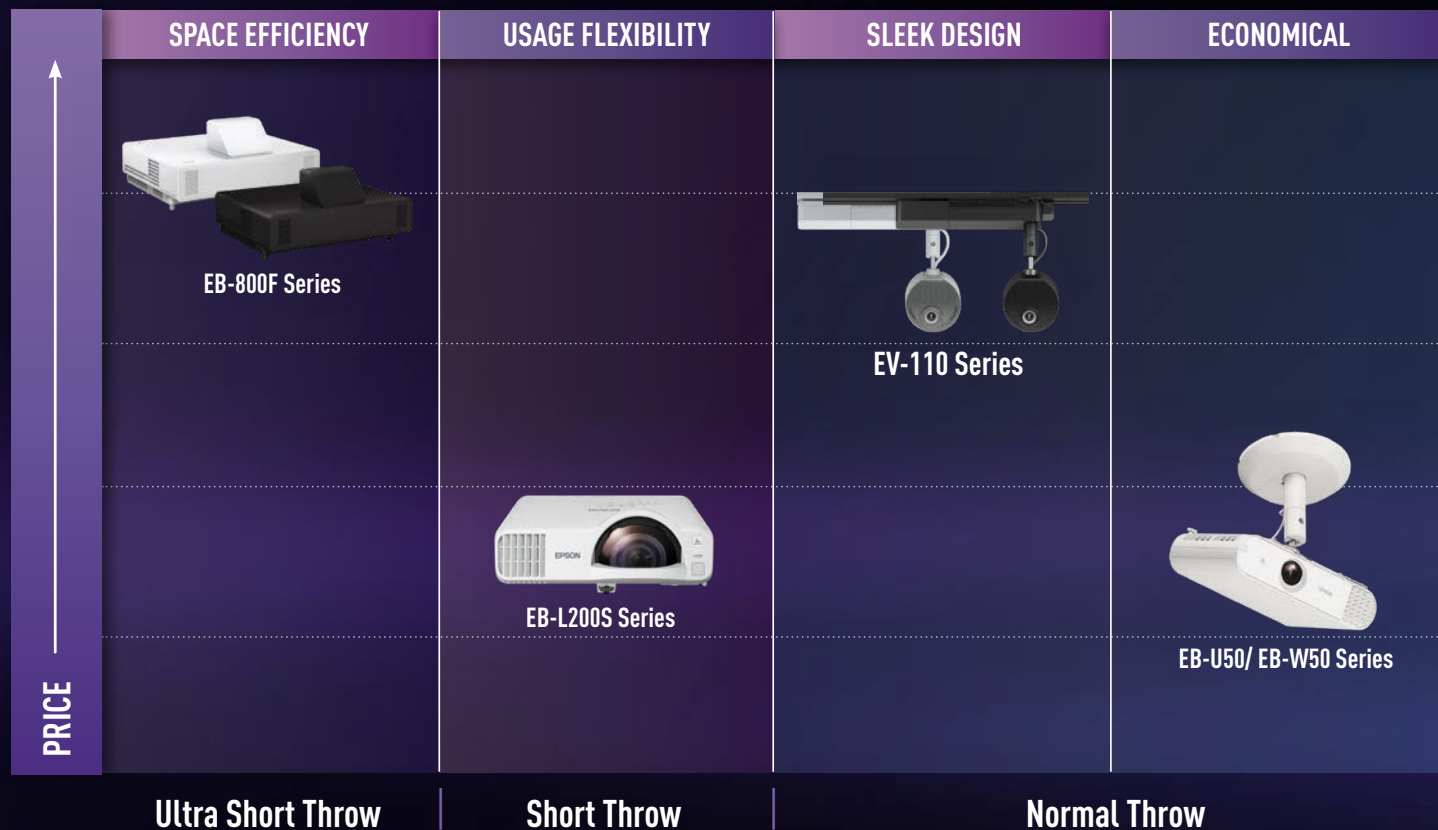 SPACE EFFICIENCY
USAGE FLEXIBILITY
SLEEK DESIGN
ECONOMICAL
EB-800F Series
EV-110 Series
EPSON
EB-L200S Series
EB-U50/ EB-W50 Series
PRICE
Ultra Short Throw
Short Throw
Normal Throw